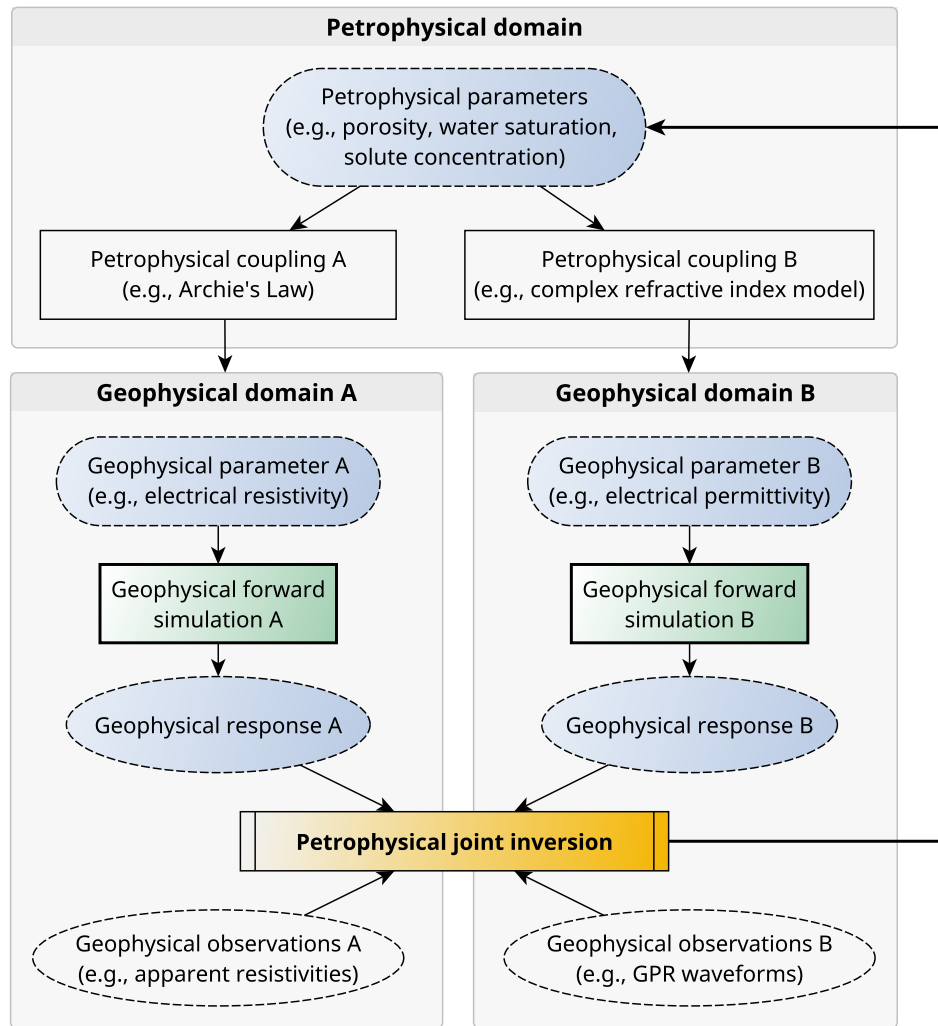 Petrophysical domain
Petrophysical parameters
(e.g., porosity, water saturation,
solute concentration)
Petrophysical coupling A
(e.g., Archie's Law)
Petrophysical coupling B
(e.g., complex refractive index model)
Geophysical domain A
Geophysical parameter A
(e.g., electrical resistivity)
Geophysical forward
simulation A
Geophysical response A
Geophysical domain B
Geophysical parameter B
(e.g., electrical permittivity)
Geophysical forward
simulation B
Geophysical response B
Petrophysical joint inversion
Geophysical observations A
(e.g., apparent resistivities)
Geophysical observations B
(e.g., GPR waveforms)